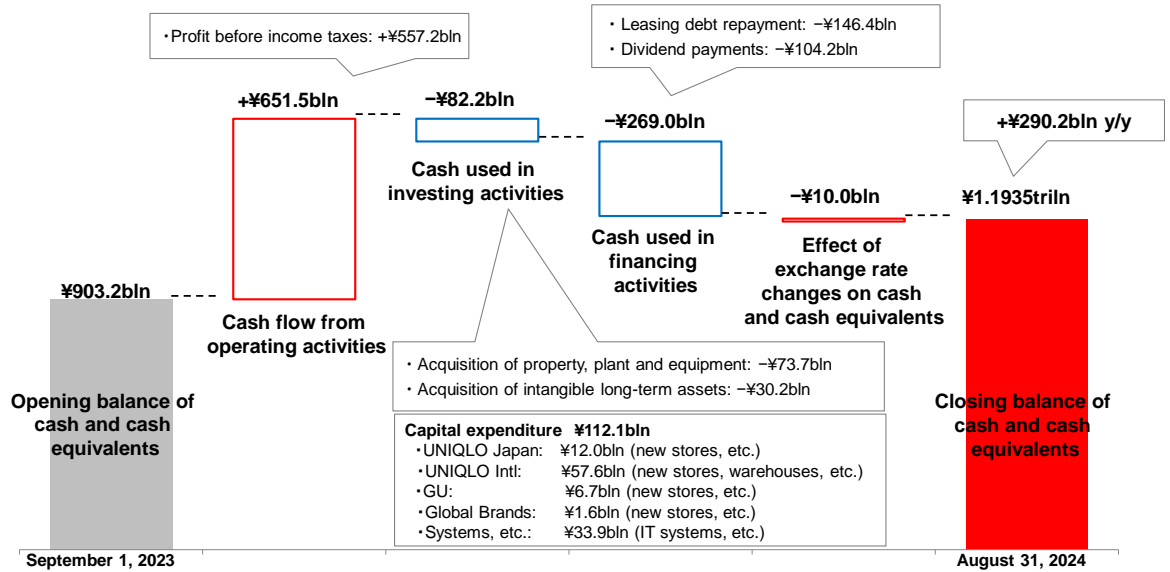 ・Profit before income taxes: +¥557.2bln
・Leasing debt repayment: −¥146.4bln
・Dividend payments: −¥104.2bln
+¥651.5bln
−¥82.2bln
−¥269.0bln
+¥290.2bln y/y
Cash used in
investing activities
−¥10.0bln
¥1.1935triln
Cash used in
financing
activities
Effect of
exchange rate
changes on cash
and cash equivalents
¥903.2bln
Cash flow from
operating activities
・Acquisition of property, plant and equipment: −¥73.7bln
・Acquisition of intangible long-term assets: −¥30.2bln
Opening balance of
cash and cash
equivalents
Closing balance of
cash and cash
equivalents
Capital expenditure ¥112.1bln
・UNIQLO Japan: ¥12.0bln (new stores, etc.)
・UNIQLO Intl: ¥57.6bln (new stores, warehouses, etc.)
・GU: ¥6.7bln (new stores, etc.)
・Global Brands: ¥1.6bln (new stores, etc.)
・Systems, etc.: ¥33.9bln (IT systems, etc.)
September 1, 2023
August 31, 2024